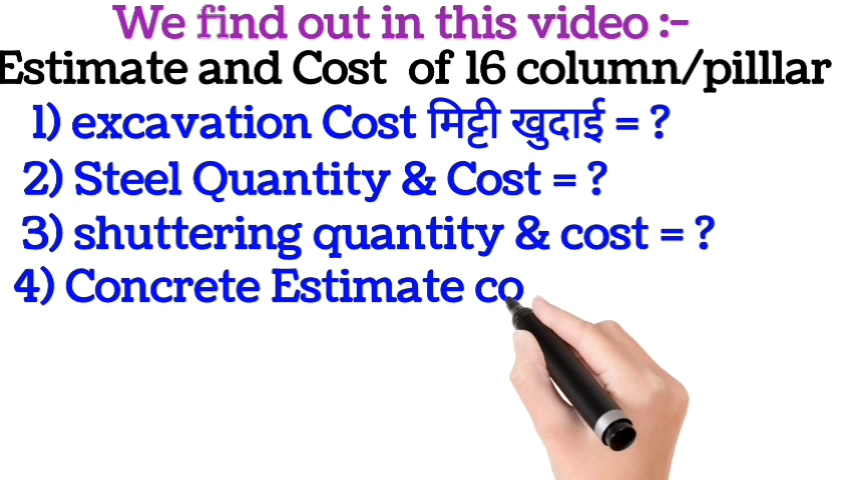 We find out in this video :-
Estimate and Cost of 16 column/pilllar
1) excavation Cost मिट्टी खुदाई = ?
2) Steel Quantity & Cost = ?
3) shuttering quantity & cost = ?
4) Concrete Estimate co